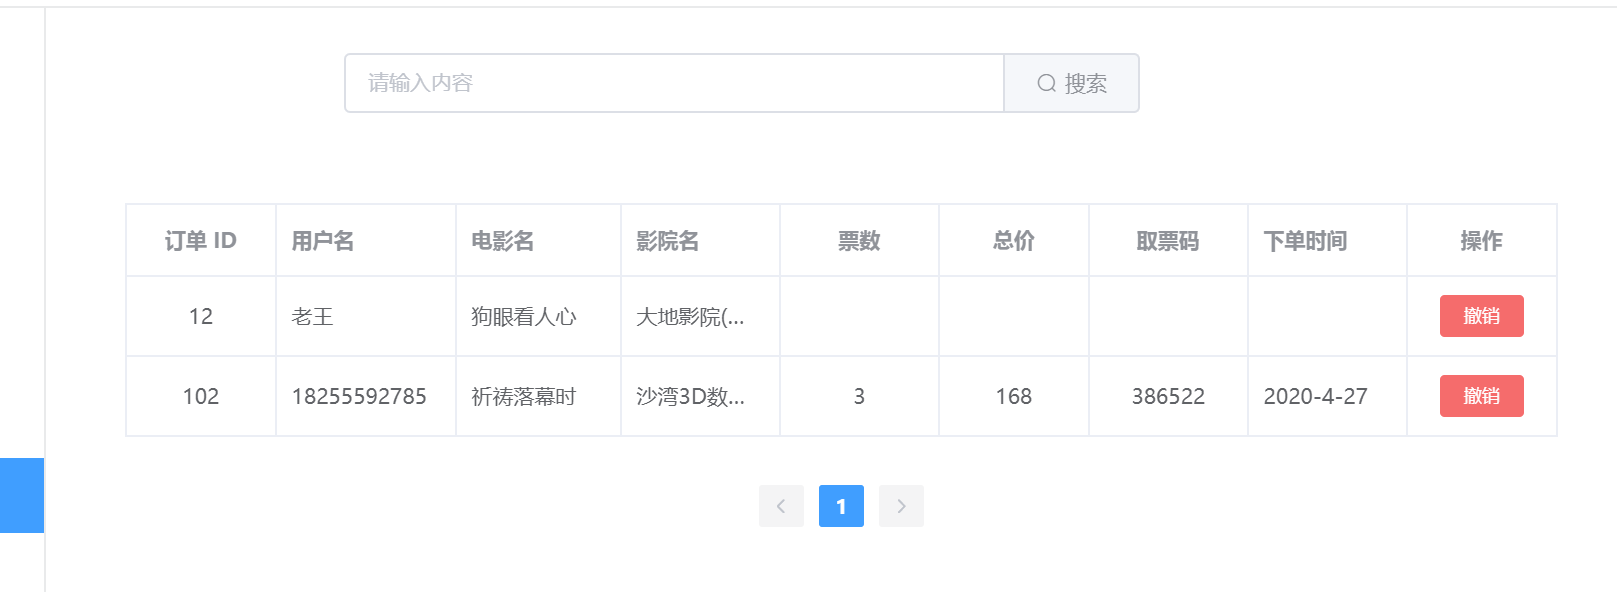 请输入内容 搜索
订单 ID 用户名 电影名 影院名 票数 总价 取票码 下单时间 操作
12 老王 狗眼看人心 大地影院(... 撤销
102 18255592785 祈祷落幕时 沙湾3D数... 3 168 386522 2020-4-27 撤销
1